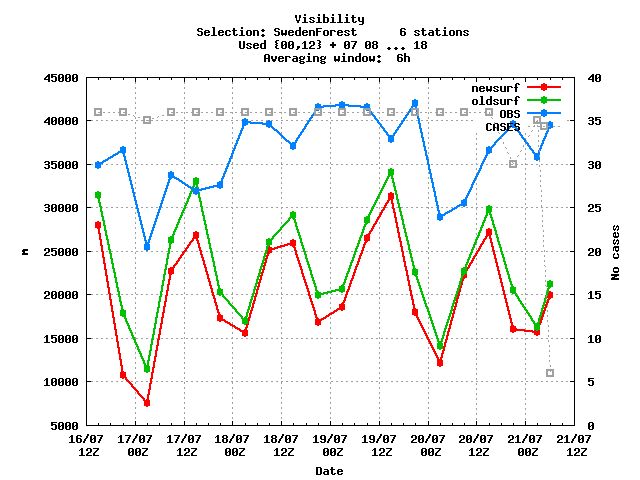 Visibility
Selection: SwedenForest 6 stations
Used {00,12} + 07 08 ... 18
Averaging window: 6h
45000
40000
35000
30000
25000
20000
15000
10000
5000
m
40
35
30
25
20
15
10
5
0
No cases
newsurf
oldsurf
OBS
CASES
16/07 17/07 17/07 18/07 18/07 19/07 19/07 20/07 20/07 21/07 21/07
12Z 00Z 12Z 00Z 12Z 00Z 12Z 00Z 12Z 00Z 12Z
Date